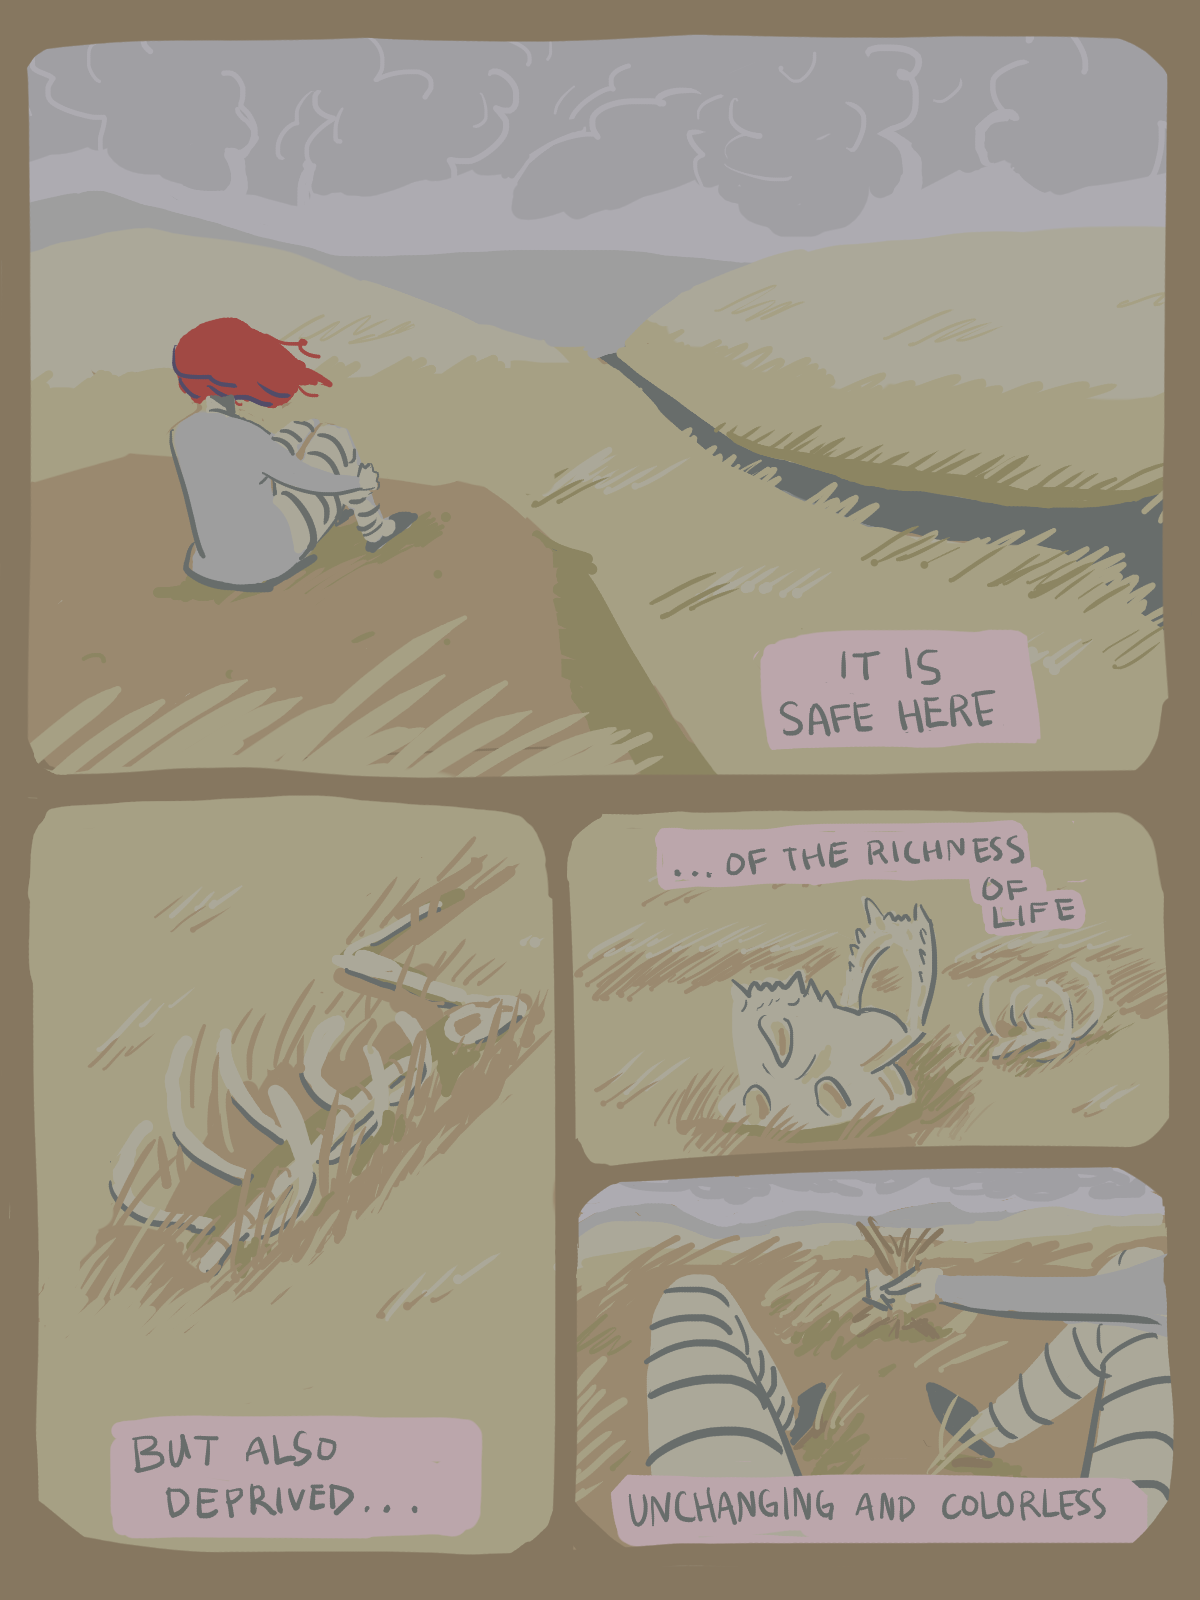 IT IS
SAFE HERE
BUT ALSO
DEPRIVED...
...OF THE RICHNESS
OF
LIFE
UNCHANGING AND COLORLESS